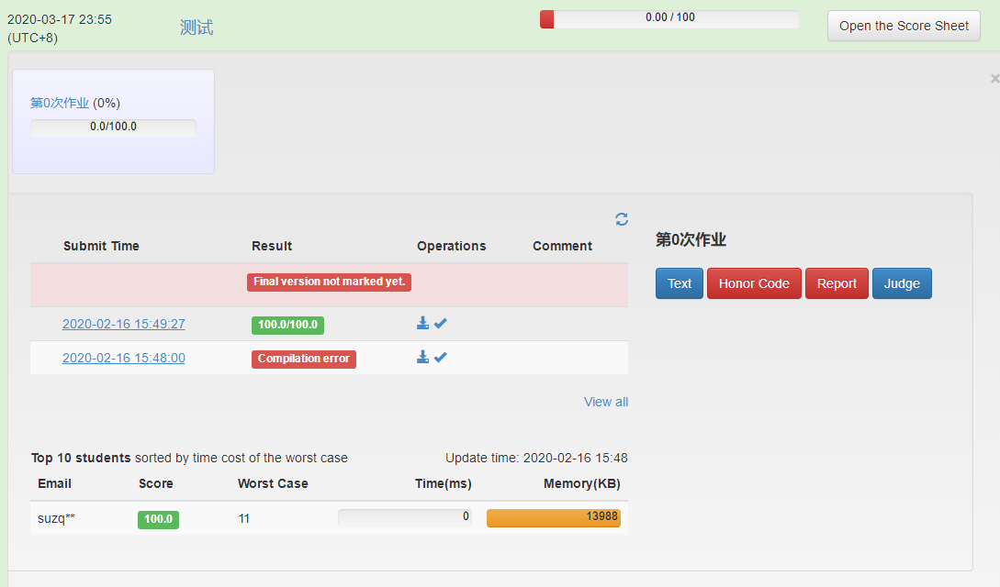 2020-03-17 23:55
(UTC+8)
测试
0.00 / 100
Open the Score Sheet
×
第0次作业 (0%)
0.0/100.0
Submit Time Result Operations Comment
Final version not marked yet.
2020-02-16 15:49:27 100.0/100.0
2020-02-16 15:48:00 Compilation error
View all
第0次作业
Text Honor Code Report Judge
Top 10 students sorted by time cost of the worst case Update time: 2020-02-16 15:48
Email Score Worst Case Time(ms) Memory(KB)
suzq** 100.0 11 0 13988